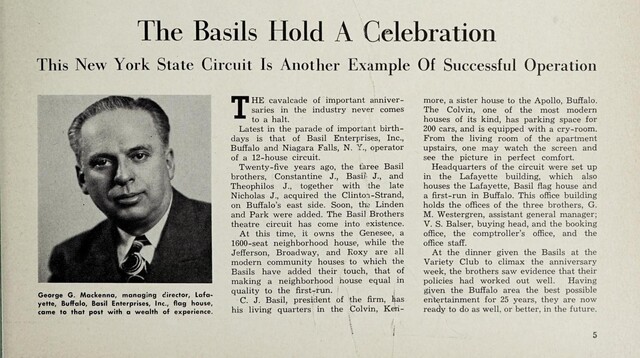 The Basils Hold A Celebration
This New York State Circuit Is Another Example Of Successful Operation
George G. Mackenna, managing director, Lafa-
yette, Buffalo, Basil Enterprises, Inc., flag house,
came to that post with a wealth of experience.
THE cavalcade of important anniver-
saries in the industry never comes
to a halt.
Latest in the parade of important birth-
days is that of Basil Enterprises, Inc.,
Buffalo and Niagara Falls, N. Y., operator
of a 12-house circuit.
Twenty-five years ago, the three Basil
brothers, Constantine J., Basil J., and
Theophilos J., together with the late
Nicholas J., acquired the Clinton-Strand,
on Buffalo's east side. Soon, the Linden
and Park were added. The Basil Brothers
theatre circuit has come into existence.
At this time, it owns the Genesee, a
1600-seat neighborhood house, while the
Jefferson, Broadway, and Roxy are all
modern community houses to which the
Basils have added their touch, that of
making a neighborhood house equal in
quality to the first-run.
C. J. Basil, president of the firm, has
his living quarters in the Colvin, Ken-
more, a sister house to the Apollo, Buffalo.
The Colvin, one of the most modern
houses of its kind, has parking space for
200 cars, and is equipped with a cry-room.
From the living room of the apartment
upstairs, one may watch the screen and
see the picture in perfect comfort.
Headquarters of the circuit were set up
in the Lafayette building, which also
houses the Lafayette, Basil flag house and
a first-run in Buffalo. This office building
holds the offices of the three brothers, G.
M. Westergren, assistant general manager;
V. S. Balser, buying head, and the booking
office, the comptroller's office, and the
office staff.
At the dinner given the Basils at the
Variety Club to climax the anniversary
week, the brothers saw evidence that their
policies had worked out well. Having
given the Buffalo area the best possible
entertainment for 25 years, they are now
ready to do as well, or better, in the future.
5